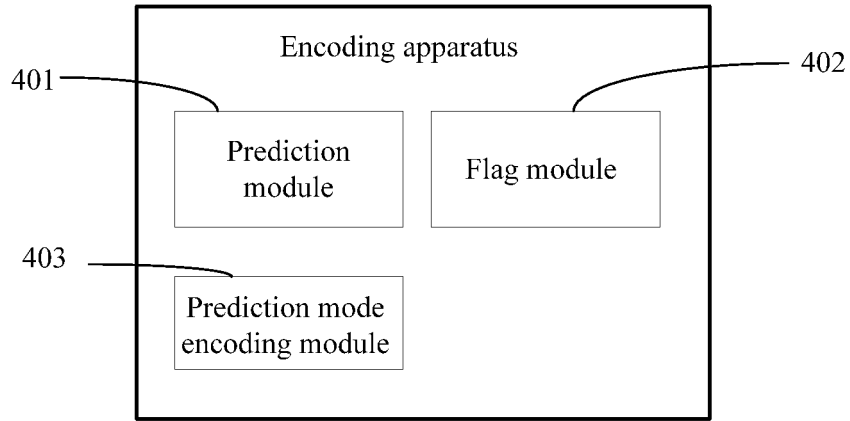 Encoding apparatus
401
402
Prediction
module
Flag module
403
Prediction mode
encoding module